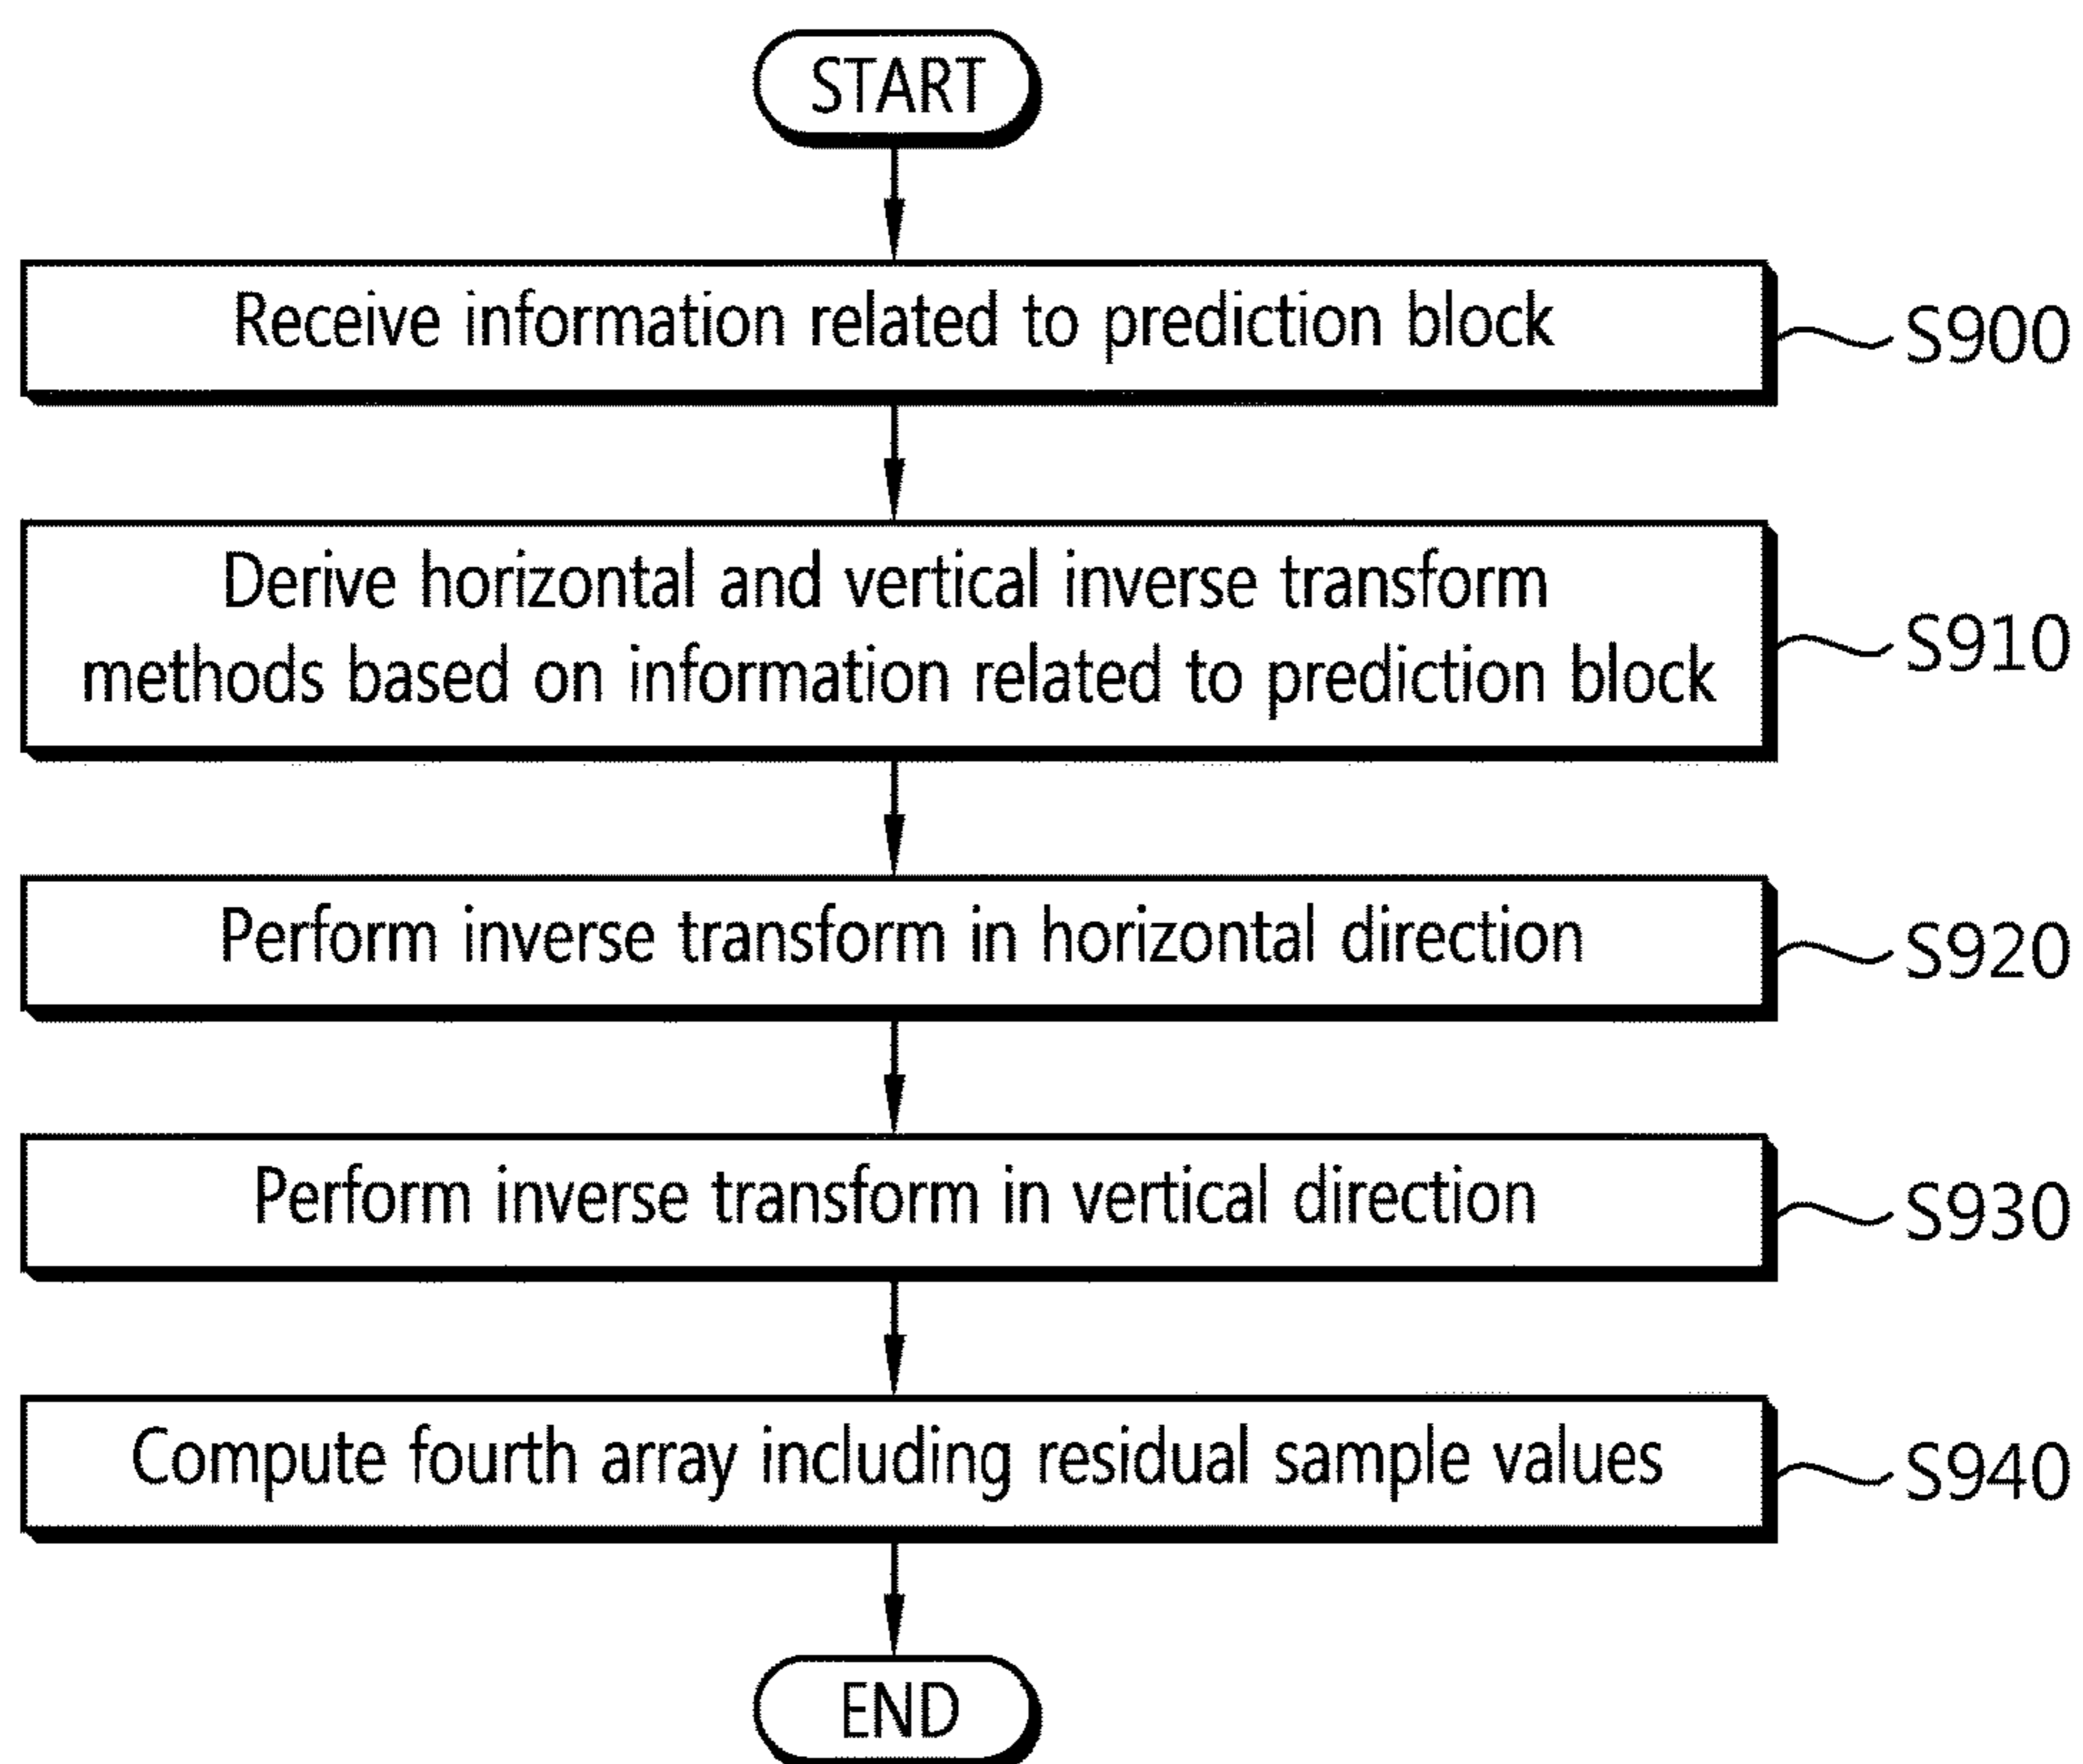 START
Receive information related to prediction block
S900
Derive horizontal and vertical inverse transform
methods based on information related to prediction block
S910
Perform inverse transform in horizontal direction
S920
Perform inverse transform in vertical direction
S930
Compute fourth array including residual sample values
S940
END